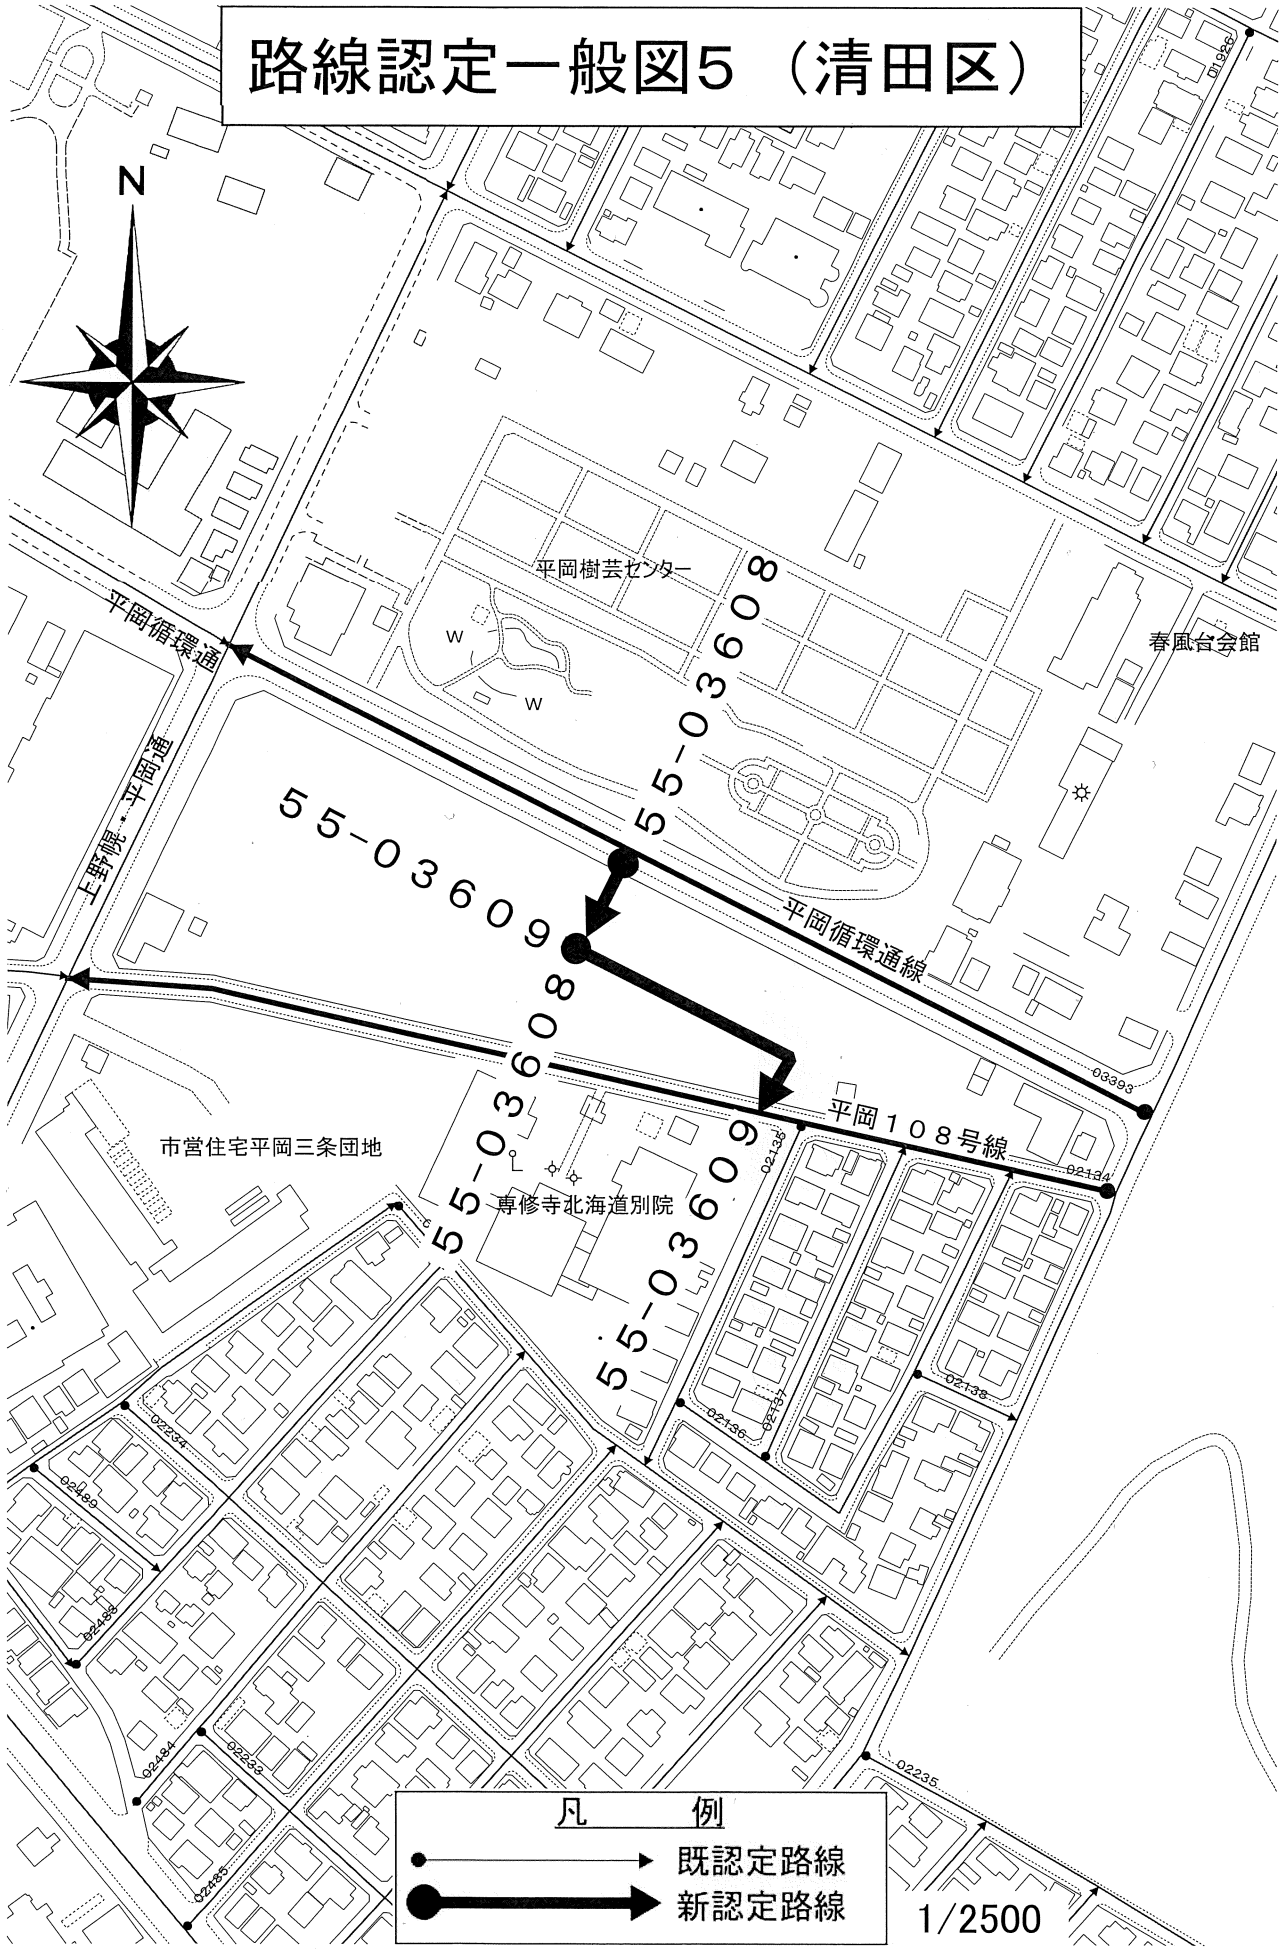 路線認定一般図5（清田区）
01926
N
平岡樹芸センター
55-03608
平岡循環通
W
W
春風台会館
上野幌・平岡通
55-03609
平岡循環通線
03393
55-03608
平岡108号線
02134
02135
市営住宅平岡三条団地
専修寺北海道別院
55-03609
02138
02137
02136
02234
02489
02488
02484
02233
02235
02485
凡例
既認定路線
新認定路線
1/2500